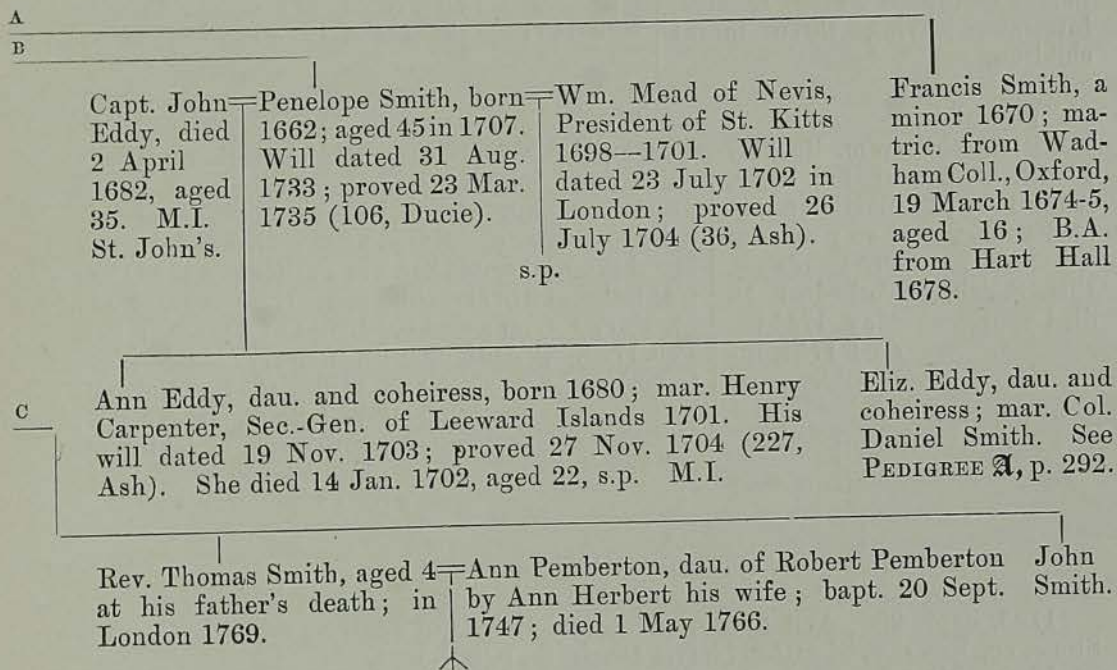 A
B
Capt. John
Eddy, died
2 April
1682, aged
35. M.I.
St. John's.
Penelope Smith, born
1662; aged 45 in 1707.
Will dated 31 Aug.
1733; proved 23 Mar.
1735 (106, Ducie).
Wm. Mead of Nevis,
President of St. Kitts
1698—1701. Will
dated 23 July 1702 in
London; proved 26
July 1704 (36, Ash).
s.p.
Francis Smith, a
minor 1670; ma-
tric. from Wad-
ham Coll., Oxford,
19 March 1674-5,
aged 16; B.A.
from Hart Hall
1678.
Ann Eddy, dau. and coheiress, born 1680; mar. Henry
Carpenter, Sec.-Gen. of Leeward Islands 1701. His
will dated 19 Nov. 1703; proved 27 Nov. 1704 (227,
Ash). She died 14 Jan. 1702, aged 22, s.p. M.I.
Eliz. Eddy, dau. and
coheiress; mar. Col.
Daniel Smith. See
PEDIGREE A, p. 292.
C
Rev. Thomas Smith, aged 4
at his father's death; in
London 1769.
Ann Pemberton, dau. of Robert Pemberton
by Ann Herbert his wife; bapt. 20 Sept.
1747; died 1 May 1766.
John
Smith.